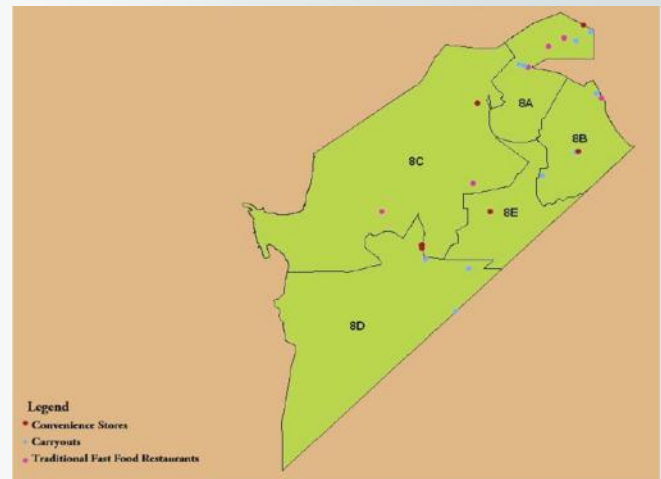 8A
8B
8C
8E
8D
Legend
Convenience Stores
Carryouts
Traditional Fast Food Restaurants